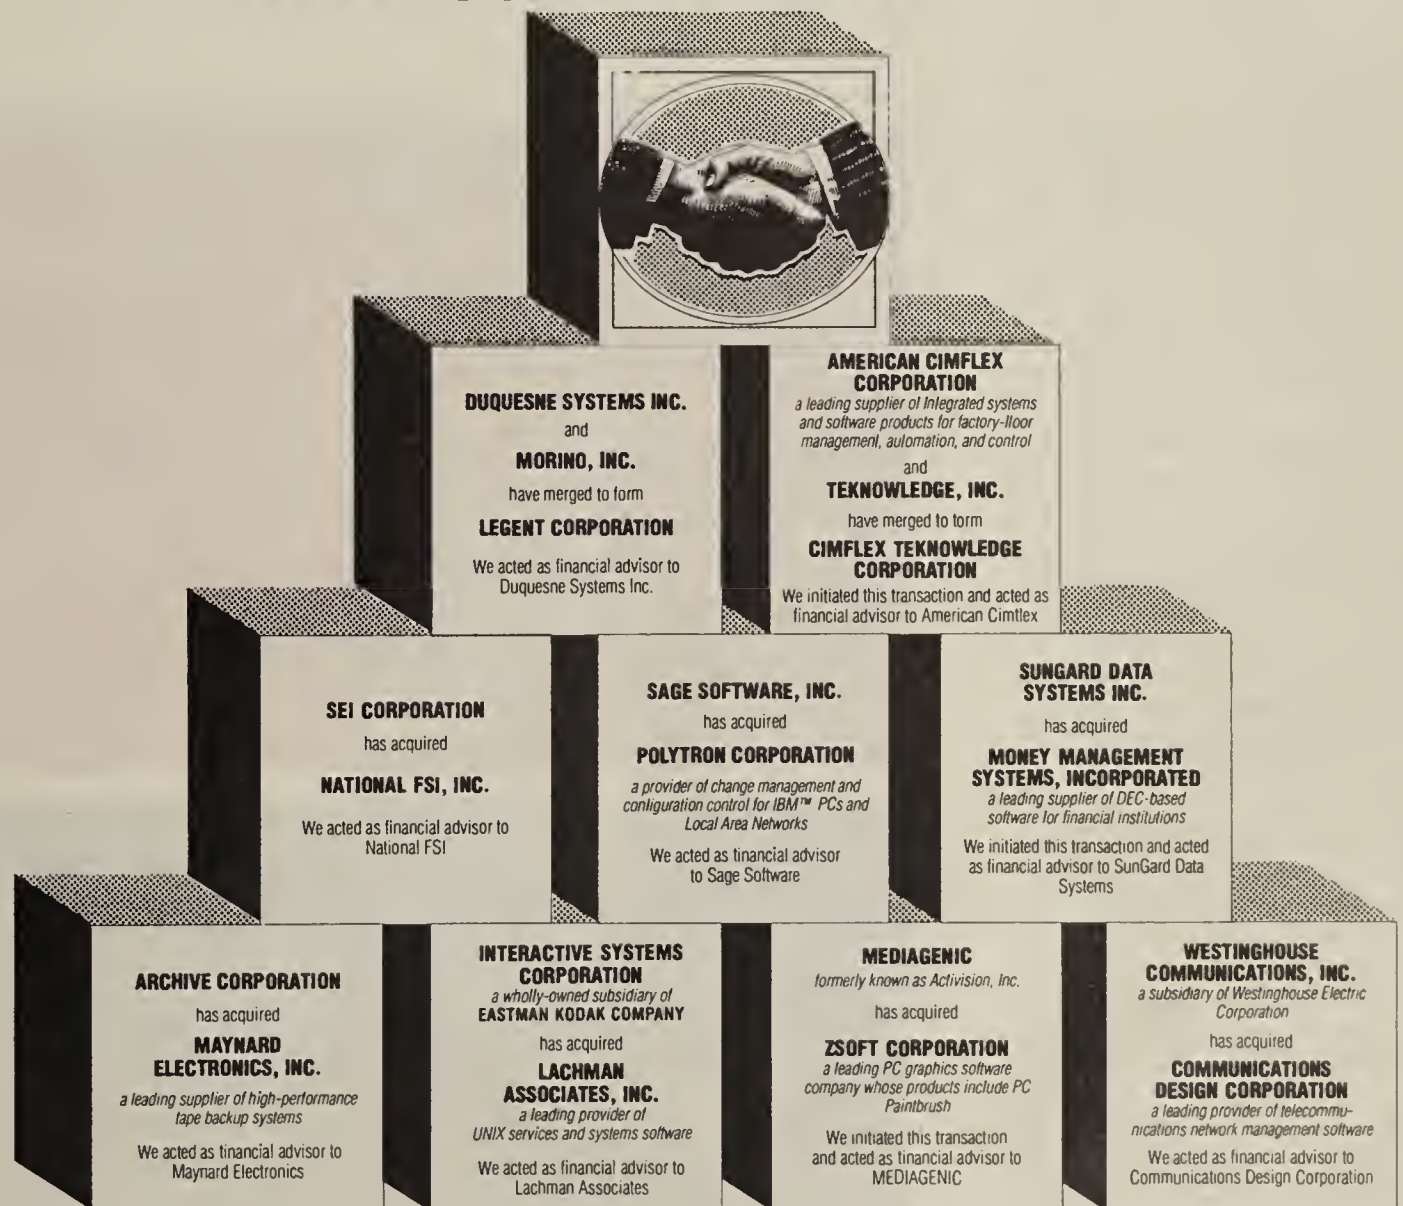 DUQUESNE SYSTEMS INC.
and
MORINO, INC.
have merged to form
LEGENT CORPORATION
We acted as financial advisor to
Duquesne Systems Inc.
AMERICAN CIMFLEX
CORPORATION
a leading supplier of Integrated systems
and software products for factory-floor
management, automation, and control
and
TEKNOWLEDGE, INC.
have merged to form
CIMFLEX TEKNOWLEDGE
CORPORATION
We initiated this transaction and acted as
financial advisor to American Cimflex
SEI CORPORATION
has acquired
NATIONAL FSI, INC.
We acted as financial advisor to
National FSI
SAGE SOFTWARE, INC.
has acquired
POLYTRON CORPORATION
a provider of change management and
configuration control for IBM™ PCs and
Local Area Networks
We acted as financial advisor
to Sage Software
SUNGARD DATA
SYSTEMS INC.
has acquired
MONEY MANAGEMENT
SYSTEMS, INCORPORATED
a leading supplier of DEC-based
software for financial institutions
We initiated this transaction and acted
as financial advisor to SunGard Data
Systems
ARCHIVE CORPORATION
has acquired
MAYNARD
ELECTRONICS, INC.
a leading supplier of high-performance
tape backup systems
We acted as financial advisor to
Maynard Electronics
INTERACTIVE SYSTEMS
CORPORATION
a wholly-owned subsidiary of
EASTMAN KODAK COMPANY
has acquired
LACHMAN
ASSOCIATES, INC.
a leading provider of
UNIX services and systems software
We acted as financial advisor to
Lachman Associates
MEDIAGENIC
formerly known as Activision, Inc.
has acquired
ZSOFT CORPORATION
a leading PC graphics software
company whose products include PC
Paintbrush
We initiated this transaction
and acted as financial advisor to
MEDIAGENIC
WESTINGHOUSE
COMMUNICATIONS, INC.
a subsidiary of Westinghouse Electric
Corporation
has acquired
COMMUNICATIONS
DESIGN CORPORATION
a leading provider of telecommu-
nications network management software
We acted as financial advisor to
Communications Design Corporation